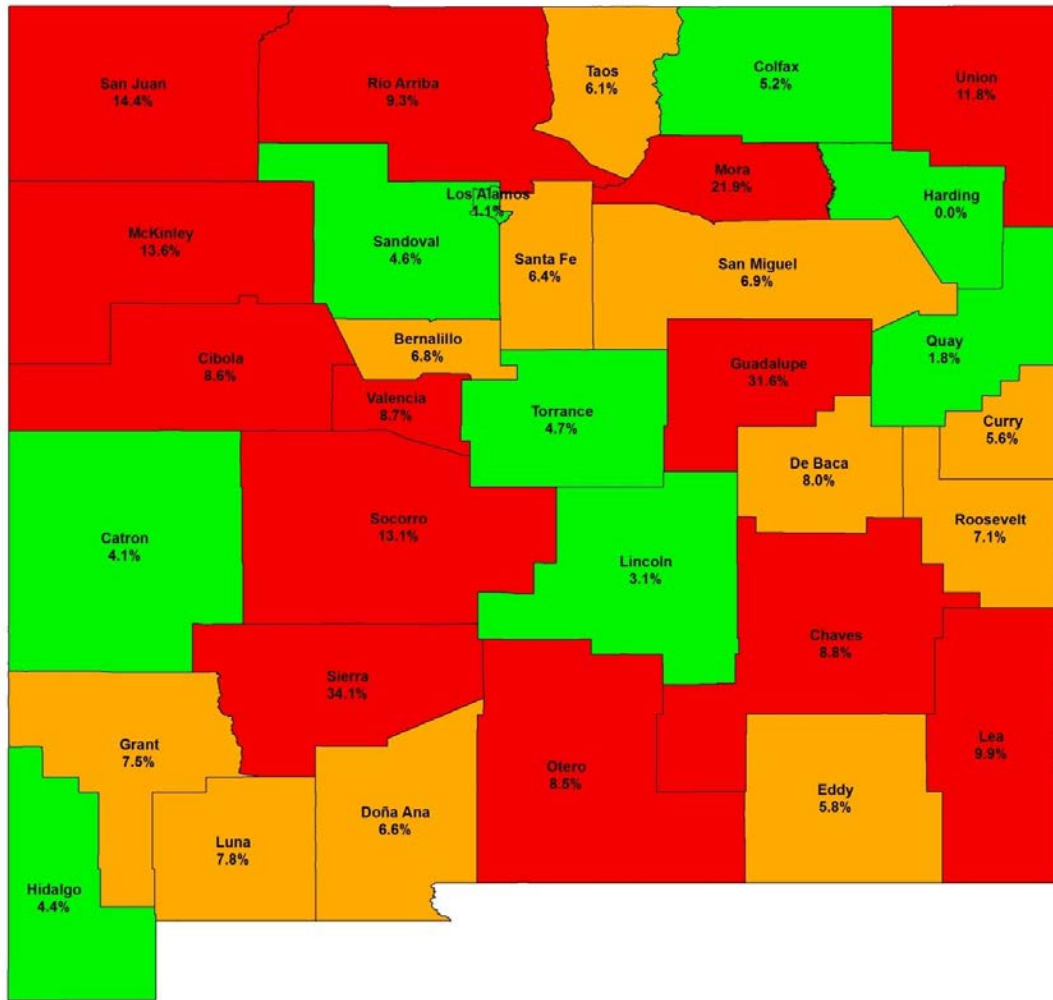 San Juan
14.4%
Rio Arriba
9.3%
Taos
6.1%
Colfax
5.2%
Union
11.8%
Mora
21.9%
Harding
0.0%
Los Alamos
1.1%
McKinley
13.6%
Sandoval
4.6%
Santa Fe
6.4%
San Miguel
6.9%
Bernalillo
6.8%
Quay
1.8%
Cibola
8.6%
Guadalupe
31.6%
Valencia
8.7%
Torrance
4.7%
Curry
5.6%
De Baca
8.0%
Roosevelt
7.1%
Socorro
13.1%
Catron
4.1%
Lincoln
3.1%
Chaves
8.8%
Sierra
34.1%
Grant
7.5%
Otero
8.5%
Lea
9.9%
Eddy
5.8%
Doña Ana
6.6%
Luna
7.8%
Hidalgo
4.4%